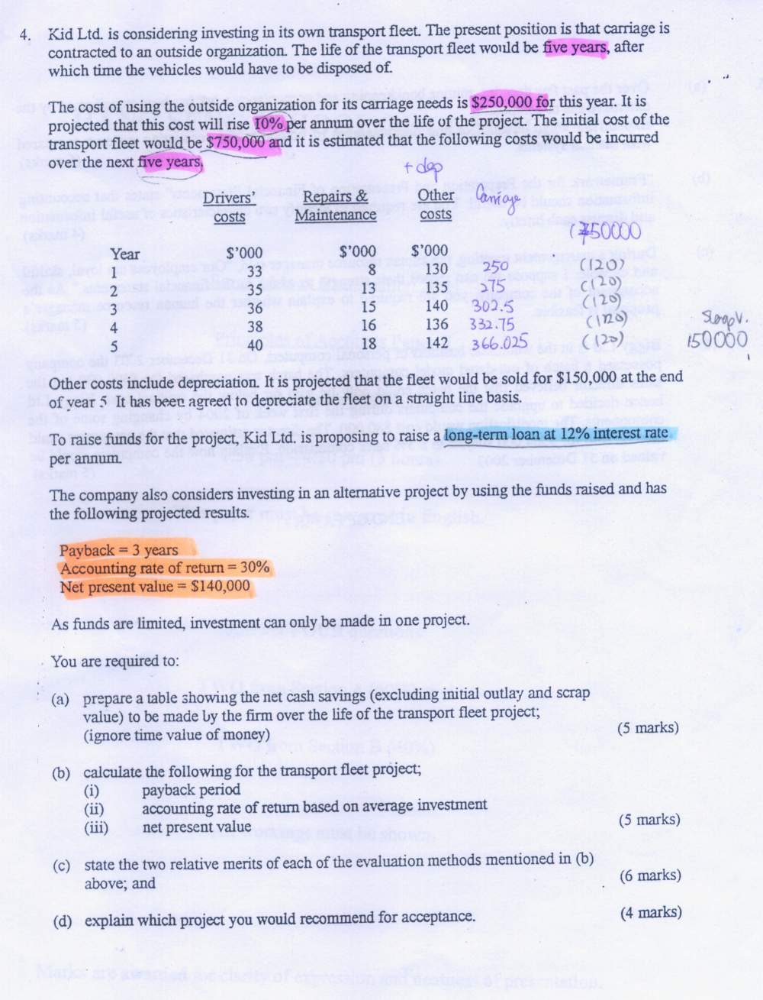 4. Kid Ltd. is considering investing in its own transport fleet. The present position is that carriage is
contracted to an outside organization. The life of the transport fleet would be five years, after
which time the vehicles would have to be disposed of.
The cost of using the outside organization for its carriage needs is $250,000 for this year. It is
projected that this cost will rise 10% per annum over the life of the project. The initial cost of the
transport fleet would be $750,000 and it is estimated that the following costs would be incurred
over the next five years.
+ dep
Drivers' Repairs & Other Carriage
costs Maintenance costs
(750000
Year $'000 $'000 $'000
1 33 8 130 250 (120)
2 35 13 135 275 (120)
3 36 15 140 302.5 (120)
4 38 16 136 332.75 (120)
5 40 18 142 366.025 (120) 150000
Other costs include depreciation. It is projected that the fleet would be sold for $150,000 at the end
of year 5 It has been agreed to depreciate the fleet on a straight line basis.
To raise funds for the project, Kid Ltd. is proposing to raise a long-term loan at 12% interest rate
per annum.
The company also considers investing in an alternative project by using the funds raised and has
the following projected results.
Payback = 3 years
Accounting rate of return = 30%
Net present value = $140,000
As funds are limited, investment can only be made in one project.
You are required to:
(a) prepare a table showing the net cash savings (excluding initial outlay and scrap
value) to be made by the firm over the life of the transport fleet project;
(ignore time value of money) (5 marks)
(b) calculate the following for the transport fleet project;
(i) payback period
(ii) accounting rate of return based on average investment
(iii) net present value (5 marks)
(c) state the two relative merits of each of the evaluation methods mentioned in (b)
above; and (6 marks)
(d) explain which project you would recommend for acceptance. (4 marks)